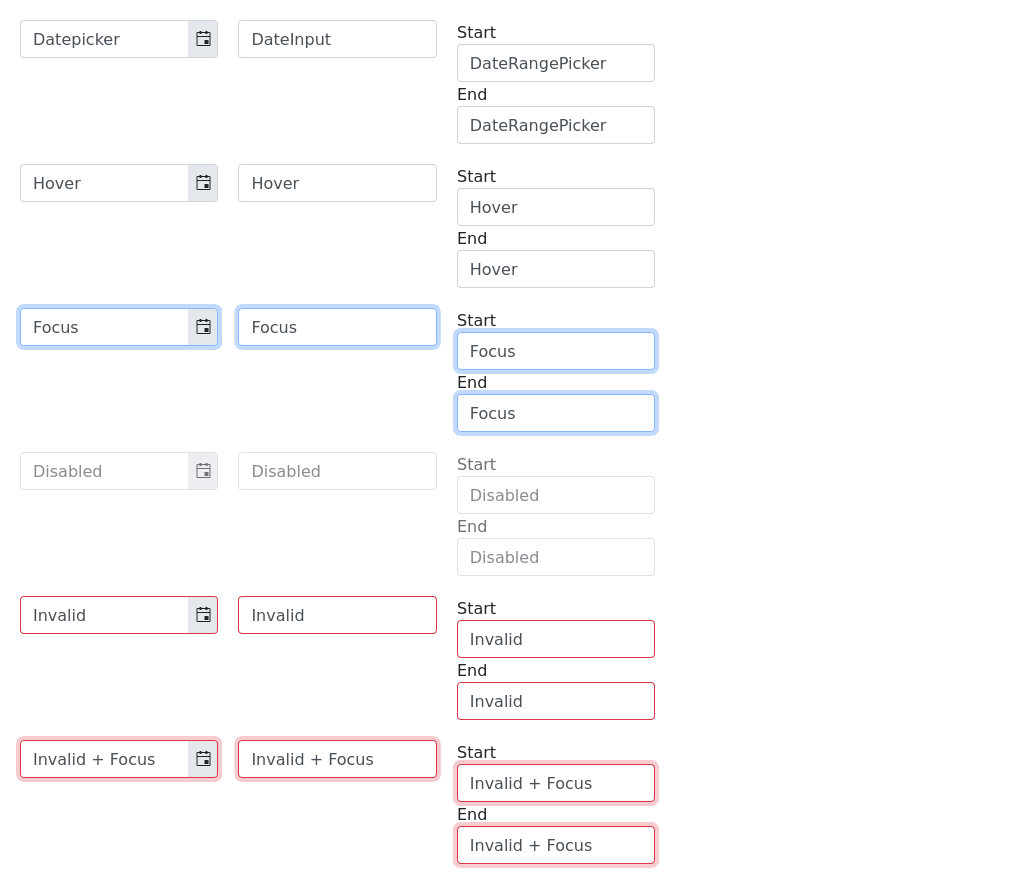 Datepicker
DateInput
Start
DateRangePicker
End
DateRangePicker
Hover
Hover
Start
Hover
End
Hover
Focus
Focus
Start
Focus
End
Focus
Disabled
Disabled
Start
Disabled
End
Disabled
Invalid
Invalid
Start
Invalid
End
Invalid
Invalid + Focus
Invalid + Focus
Start
Invalid + Focus
End
Invalid + Focus